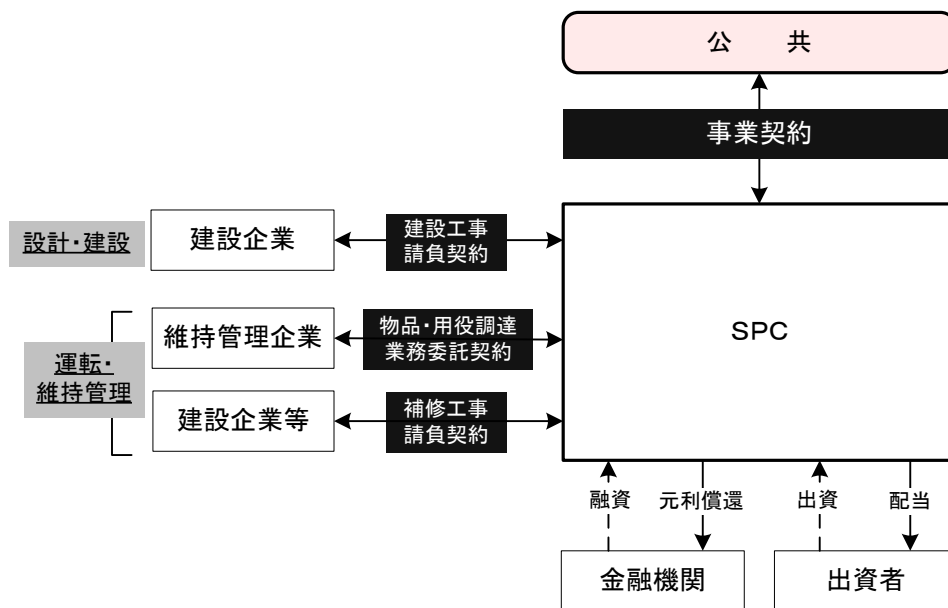 公　　共
事業契約
設計・建設
建設企業
建設工事
請負契約
SPC
運転・
維持管理
維持管理企業
物品・用役調達
業務委託契約
建設企業等
補修工事
請負契約
融資
元利償還
出資
配当
金融機関
出資者